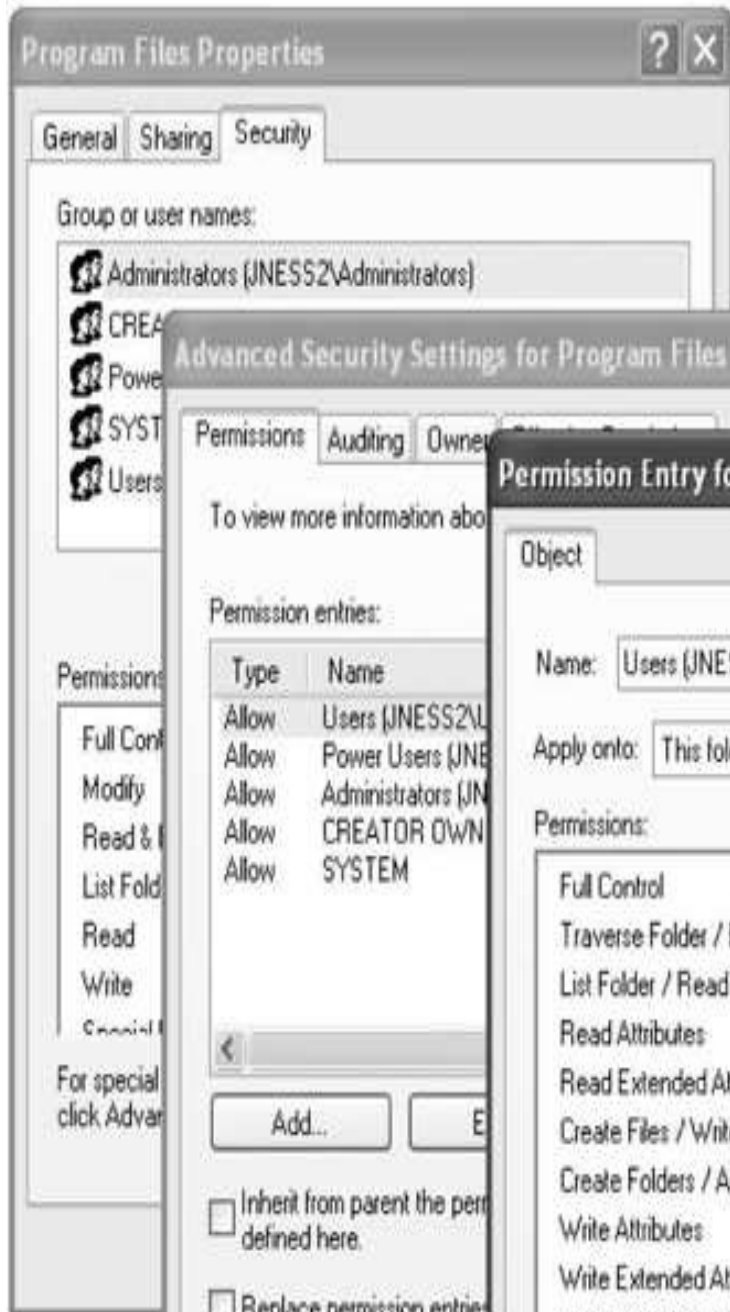 Program Files Properties
General Sharing Security
Group or user names:
Administrators (JNESS2\Administrators)
CREA
Powe
SYST
Users
Permissions
Full Cont
Modify
Read &
List Fold
Read
Write
For special
click Advan
Advanced Security Settings for Program Files
Permissions Auditing Owner
To view more information abo
Permission entries:
Type Name
Allow Users (JNESS2\U
Allow Power Users (JNE
Allow Administrators (JN
Allow CREATOR OWN
Allow SYSTEM
Add... E
Inherit from parent the perm
defined here.
Replace permission entries
Permission Entry fo
Object
Name: Users (JNES
Apply onto: This fol
Permissions:
Full Control
Traverse Folder /
List Folder / Read
Read Attributes
Read Extended At
Create Files / Writ
Create Folders / A
Write Attributes
Write Extended At